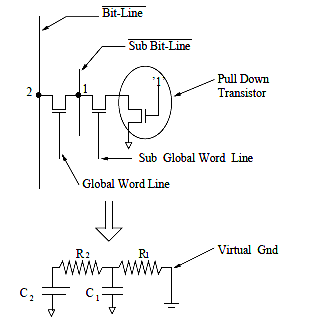 Bit-Line
Sub Bit-Line
2
1
'1'
Pull Down
Transistor
Sub Global Word Line
Global Word Line
R2
R1
Virtual Gnd
C2
C1